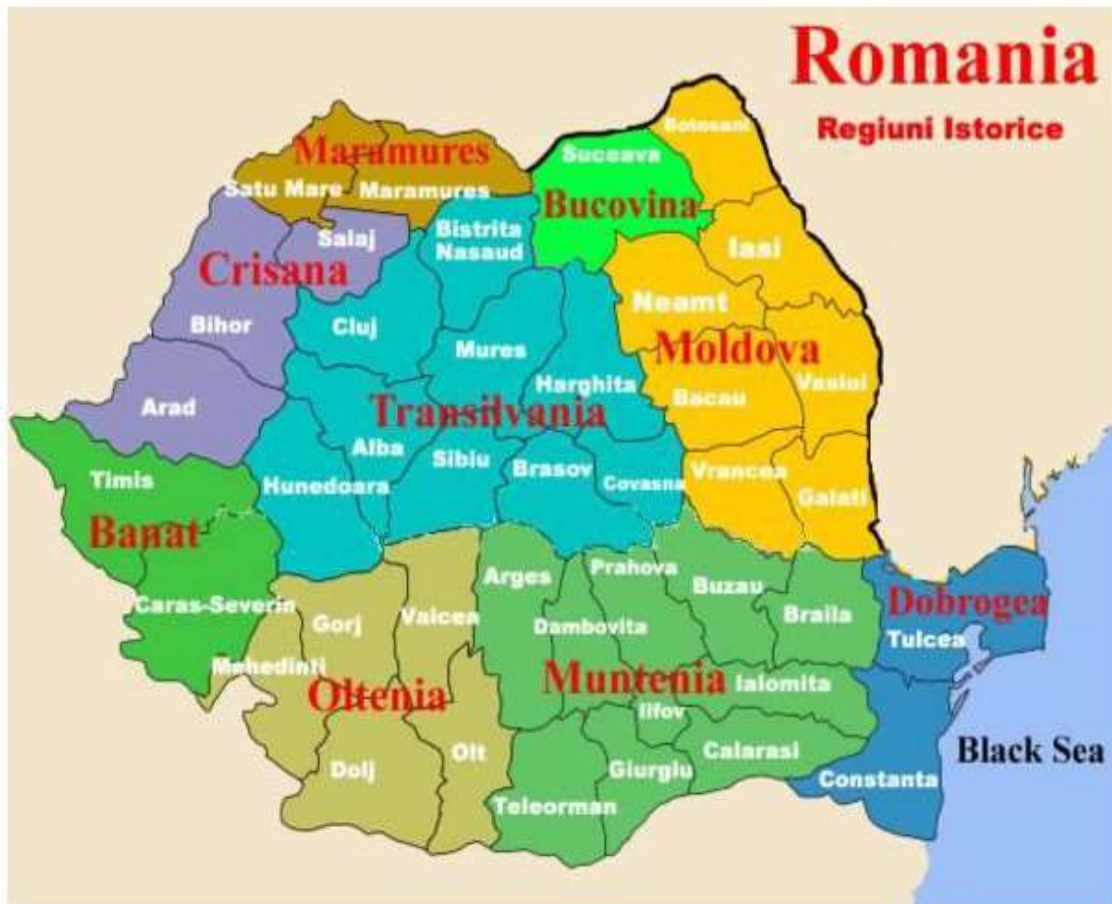 Romania
Regiuni Istorice
Botosani
Maramures
Suceava
Satu Mare
Maramures
Bucovina
Salaj
Bistrita
Nasaud
Iasi
Crisana
Neamt
Bihor
Cluj
Mures
Moldova
Harghita
Vaslui
Arad
Transilvania
Bacau
Alba
Sibiu
Brasov
Vrancea
Timis
Hunedoara
Covasna
Galati
Banat
Arges
Prahova
Buzau
Caras-Severin
Gorj
Valcea
Dambovita
Braila
Dobrogea
Tulcea
Mehedinti
Oltenia
Muntenia
Ialomita
Ilfov
Olt
Calarasi
Black Sea
Dolj
Giurgiu
Constanta
Teleorman